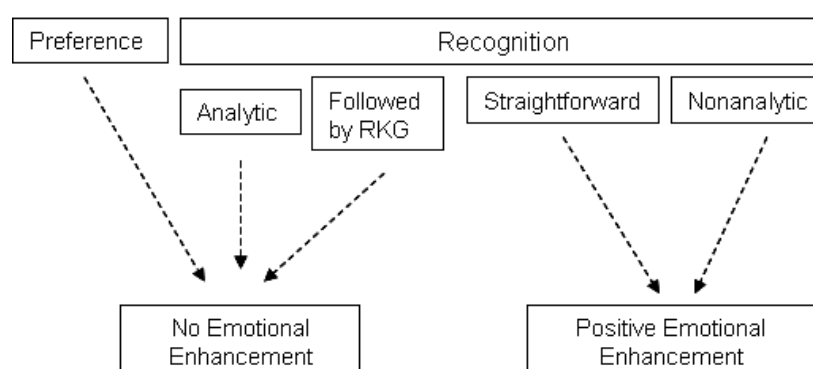 Preference
Recognition
Analytic
Followed
by RKG
Straightforward
Nonanalytic
No Emotional
Enhancement
Positive Emotional
Enhancement